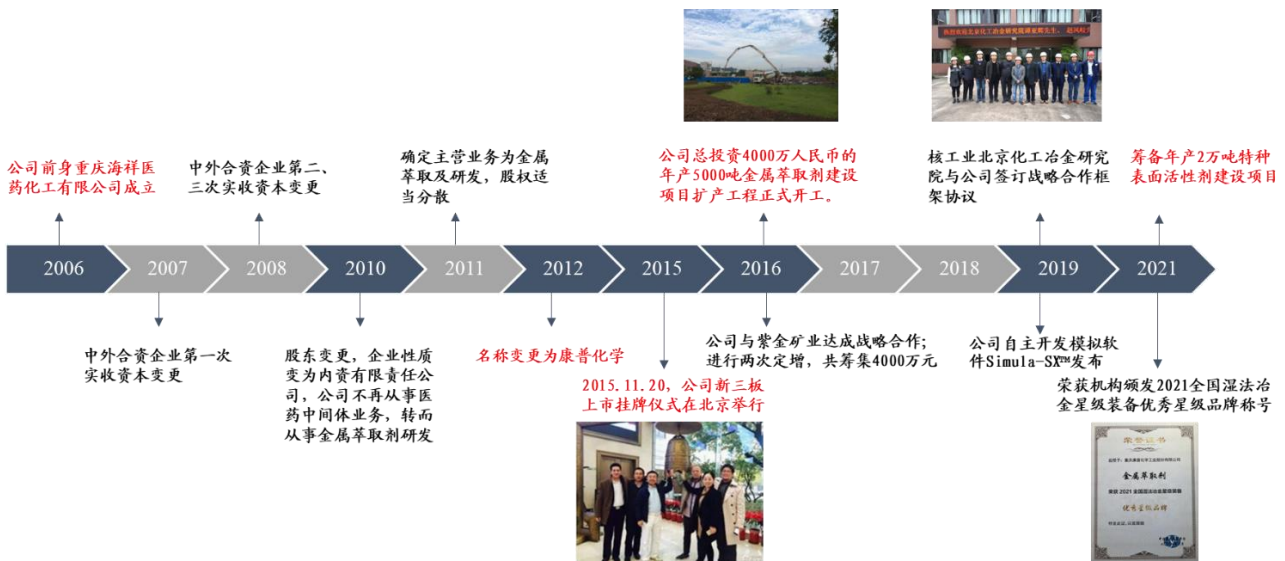 热烈欢迎北京化工冶金研究院
公司前身重庆海祥医
药化工有限公司成立
中外合资企业第二、
三次实收资本变更
确定主营业务为金属
萃取及研发，股权适
当分散
公司总投资4000万人民币的
年产5000吨金属萃取剂建设
项目扩产工程正式开工。
核工业北京化工冶金研究
院与公司签订战略合作框
架协议
筹备年产2万吨特种
表面活性剂建设项目
2006
2007
2008
2010
2011
2012
2015
2016
2017
2018
2019
2021
中外合资企业第一次
实收资本变更
股东变更，企业性质
变为内资有限责任公
司，公司不再从事医
药中间体业务，转而
从事金属萃取剂研发
名称变更为康普化学
2015.11.20，公司新三板
上市挂牌仪式在北京举行
公司与紫金矿业达成战略合作；
进行两次定增，共筹集4000万元
公司自主开发模拟软
件Simula-SX™发布
荣获机构颁发2021全国湿法冶
金星级装备优秀星级品牌称号
荣誉证书
金属萃取剂
优秀星级品牌